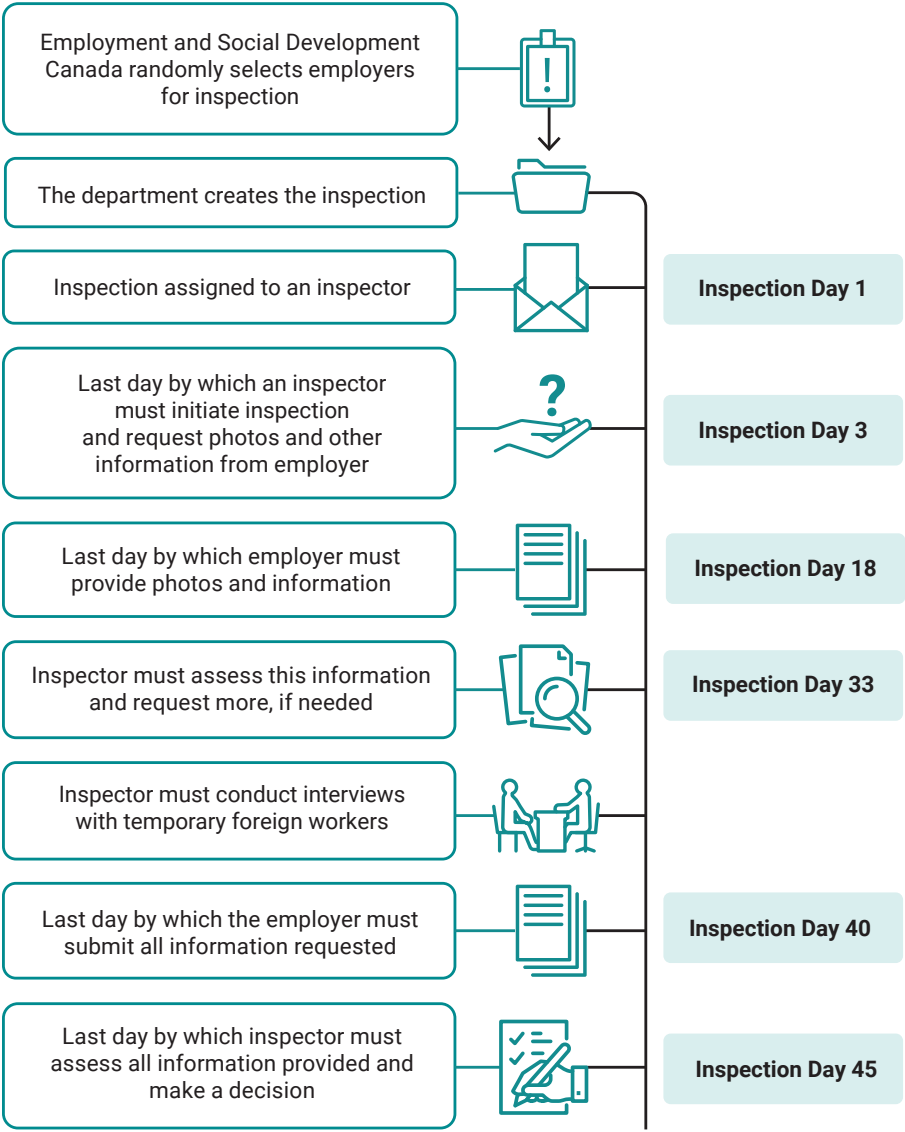 Employment and Social Development
Canada randomly selects employers
for inspection
!
The department creates the inspection
Inspection assigned to an inspector
Inspection Day 1
Last day by which an inspector
must initiate inspection
and request photos and other
information from employer
?
Inspection Day 3
Last day by which employer must
provide photos and information
Inspection Day 18
Inspector must assess this information
and request more, if needed
Inspection Day 33
Inspector must conduct interviews
with temporary foreign workers
Last day by which the employer must
submit all information requested
Inspection Day 40
Last day by which inspector must
assess all information provided and
make a decision
Inspection Day 45